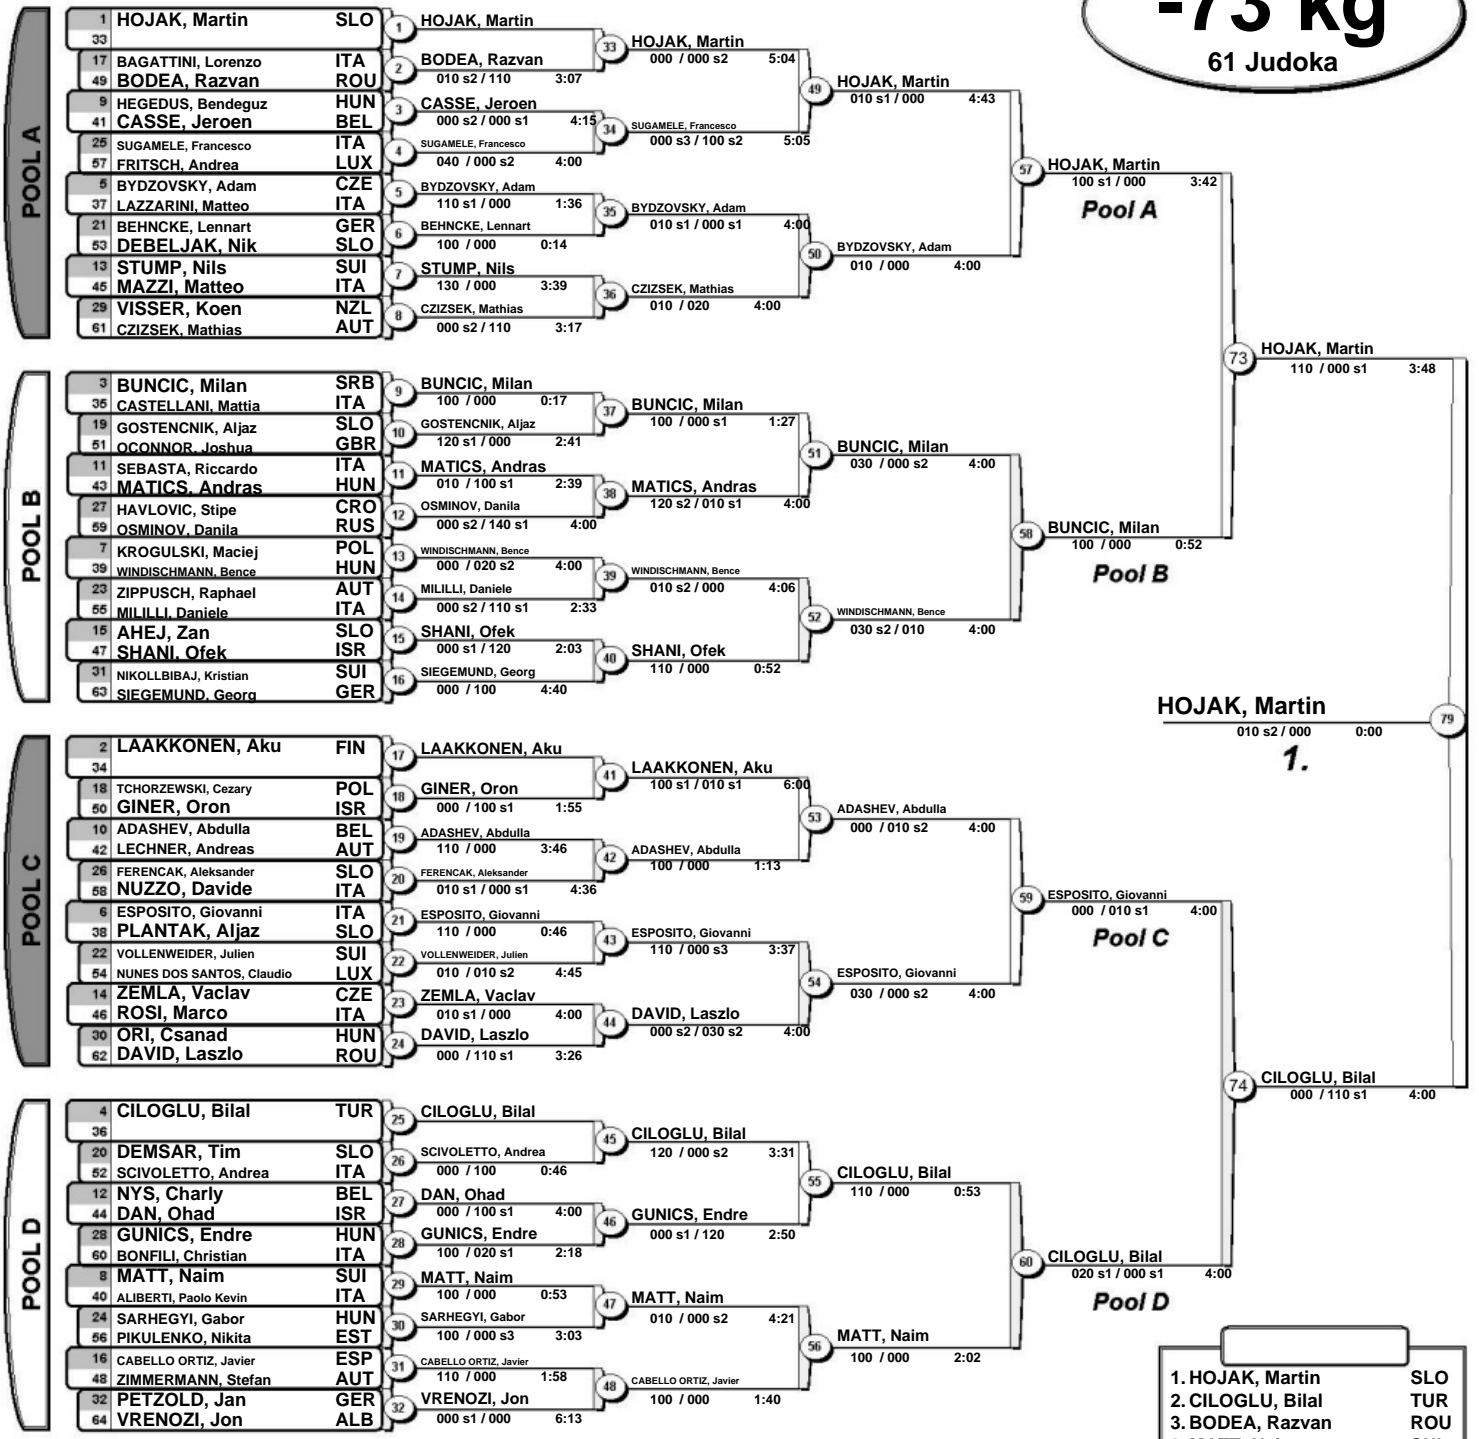 -73 kg
61 Judoka
POOL A
1 HOJAK, Martin SLO
33
17 BAGATTINI, Lorenzo ITA
49 BODEA, Razvan ROU
9 HEGEDUS, Bendeguz HUN
41 CASSE, Jeroen BEL
25 SUGAMELE, Francesco ITA
57 FRITSCH, Andrea LUX
5 BYDZOVSKY, Adam CZE
37 LAZZARINI, Matteo ITA
21 BEHNCKE, Lennart GER
53 DEBELJAK, Nik SLO
13 STUMP, Nils SUI
45 MAZZI, Matteo ITA
29 VISSER, Koen NZL
61 CZIZSEK, Mathias AUT
1 HOJAK, Martin
2 BODEA, Razvan
010 s2 / 110 3:07
3 CASSE, Jeroen
000 s2 / 000 s1 4:15
4 SUGAMELE, Francesco
040 / 000 s2 4:00
5 BYDZOVSKY, Adam
110 s1 / 000 1:36
6 BEHNCKE, Lennart
100 / 000 0:14
7 STUMP, Nils
130 / 000 3:39
8 CZIZSEK, Mathias
000 s2 / 110 3:17
33 HOJAK, Martin
000 / 000 s2 5:04
34 SUGAMELE, Francesco
000 s3 / 100 s2 5:05
35 BYDZOVSKY, Adam
010 s1 / 000 s1 4:00
36 CZIZSEK, Mathias
010 / 020 4:00
49 HOJAK, Martin
010 s1 / 000 4:43
50 BYDZOVSKY, Adam
010 / 000 4:00
57 HOJAK, Martin
100 s1 / 000 3:42
Pool A
POOL B
3 BUNCIC, Milan SRB
35 CASTELLANI, Mattia ITA
19 GOSTENCNIK, Aljaz SLO
51 OCONNOR, Joshua GBR
11 SEBASTA, Riccardo ITA
43 MATICS, Andras HUN
27 HAVLOVIC, Stipe CRO
59 OSMINOV, Danila RUS
7 KROGULSKI, Maciej POL
39 WINDISCHMANN, Bence HUN
23 ZIPPUSCH, Raphael AUT
55 MILILLI, Daniele ITA
15 AHEJ, Zan SLO
47 SHANI, Ofek ISR
31 NIKOLLBIBAJ, Kristian SUI
63 SIEGEMUND, Georg GER
9 BUNCIC, Milan
100 / 000 0:17
10 GOSTENCNIK, Aljaz
120 s1 / 000 2:41
11 MATICS, Andras
010 / 100 s1 2:39
12 OSMINOV, Danila
000 s2 / 140 s1 4:00
13 WINDISCHMANN, Bence
000 / 020 s2 4:00
14 MILILLI, Daniele
000 s2 / 110 s1 2:33
15 SHANI, Ofek
000 s1 / 120 2:03
16 SIEGEMUND, Georg
000 / 100 4:40
37 BUNCIC, Milan
100 / 000 s1 1:27
38 MATICS, Andras
120 s2 / 010 s1 4:00
39 WINDISCHMANN, Bence
010 s2 / 000 4:06
40 SHANI, Ofek
110 / 000 0:52
51 BUNCIC, Milan
030 / 000 s2 4:00
52 WINDISCHMANN, Bence
030 s2 / 010 4:00
58 BUNCIC, Milan
100 / 000 0:52
Pool B
73 HOJAK, Martin
110 / 000 s1 3:48
HOJAK, Martin 79
010 s2 / 000 0:00
1.
POOL C
2 LAAKKONEN, Aku FIN
34
18 TCHORZEWSKI, Cezary POL
50 GINER, Oron ISR
10 ADASHEV, Abdulla BEL
42 LECHNER, Andreas AUT
26 FERENCAK, Aleksander SLO
58 NUZZO, Davide ITA
6 ESPOSITO, Giovanni ITA
38 PLANTAK, Aljaz SLO
22 VOLLENWEIDER, Julien SUI
54 NUNES DOS SANTOS, Claudio LUX
14 ZEMLA, Vaclav CZE
46 ROSI, Marco ITA
30 ORI, Csanad HUN
62 DAVID, Laszlo ROU
17 LAAKKONEN, Aku
18 GINER, Oron
000 / 100 s1 1:55
19 ADASHEV, Abdulla
110 / 000 3:46
20 FERENCAK, Aleksander
010 s1 / 000 s1 4:36
21 ESPOSITO, Giovanni
110 / 000 0:46
22 VOLLENWEIDER, Julien
010 / 010 s2 4:45
23 ZEMLA, Vaclav
010 s1 / 000 4:00
24 DAVID, Laszlo
000 / 110 s1 3:26
41 LAAKKONEN, Aku
100 s1 / 010 s1 6:00
42 ADASHEV, Abdulla
100 / 000 1:13
43 ESPOSITO, Giovanni
110 / 000 s3 3:37
44 DAVID, Laszlo
000 s2 / 030 s2 4:00
53 ADASHEV, Abdulla
000 / 010 s2 4:00
54 ESPOSITO, Giovanni
030 / 000 s2 4:00
59 ESPOSITO, Giovanni
000 / 010 s1 4:00
Pool C
74 CILOGLU, Bilal
000 / 110 s1 4:00
POOL D
4 CILOGLU, Bilal TUR
36
20 DEMSAR, Tim SLO
52 SCIVOLETTO, Andrea ITA
12 NYS, Charly BEL
44 DAN, Ohad ISR
28 GUNICS, Endre HUN
60 BONFILI, Christian ITA
8 MATT, Naim SUI
40 ALIBERTI, Paolo Kevin ITA
24 SARHEGYI, Gabor HUN
56 PIKULENKO, Nikita EST
16 CABELLO ORTIZ, Javier ESP
48 ZIMMERMANN, Stefan AUT
32 PETZOLD, Jan GER
64 VRENOZI, Jon ALB
25 CILOGLU, Bilal
26 SCIVOLETTO, Andrea
000 / 100 0:46
27 DAN, Ohad
000 / 100 s1 4:00
28 GUNICS, Endre
100 / 020 s1 2:18
29 MATT, Naim
100 / 000 0:53
30 SARHEGYI, Gabor
100 / 000 s3 3:03
31 CABELLO ORTIZ, Javier
110 / 000 1:58
32 VRENOZI, Jon
000 s1 / 000 6:13
45 CILOGLU, Bilal
120 / 000 s2 3:31
46 GUNICS, Endre
000 s1 / 120 2:50
47 MATT, Naim
010 / 000 s2 4:21
48 CABELLO ORTIZ, Javier
100 / 000 1:40
55 CILOGLU, Bilal
110 / 000 0:53
56 MATT, Naim
100 / 000 2:02
60 CILOGLU, Bilal
020 s1 / 000 s1 4:00
Pool D
1. HOJAK, Martin SLO
2. CILOGLU, Bilal TUR
3. BODEA, Razvan ROU